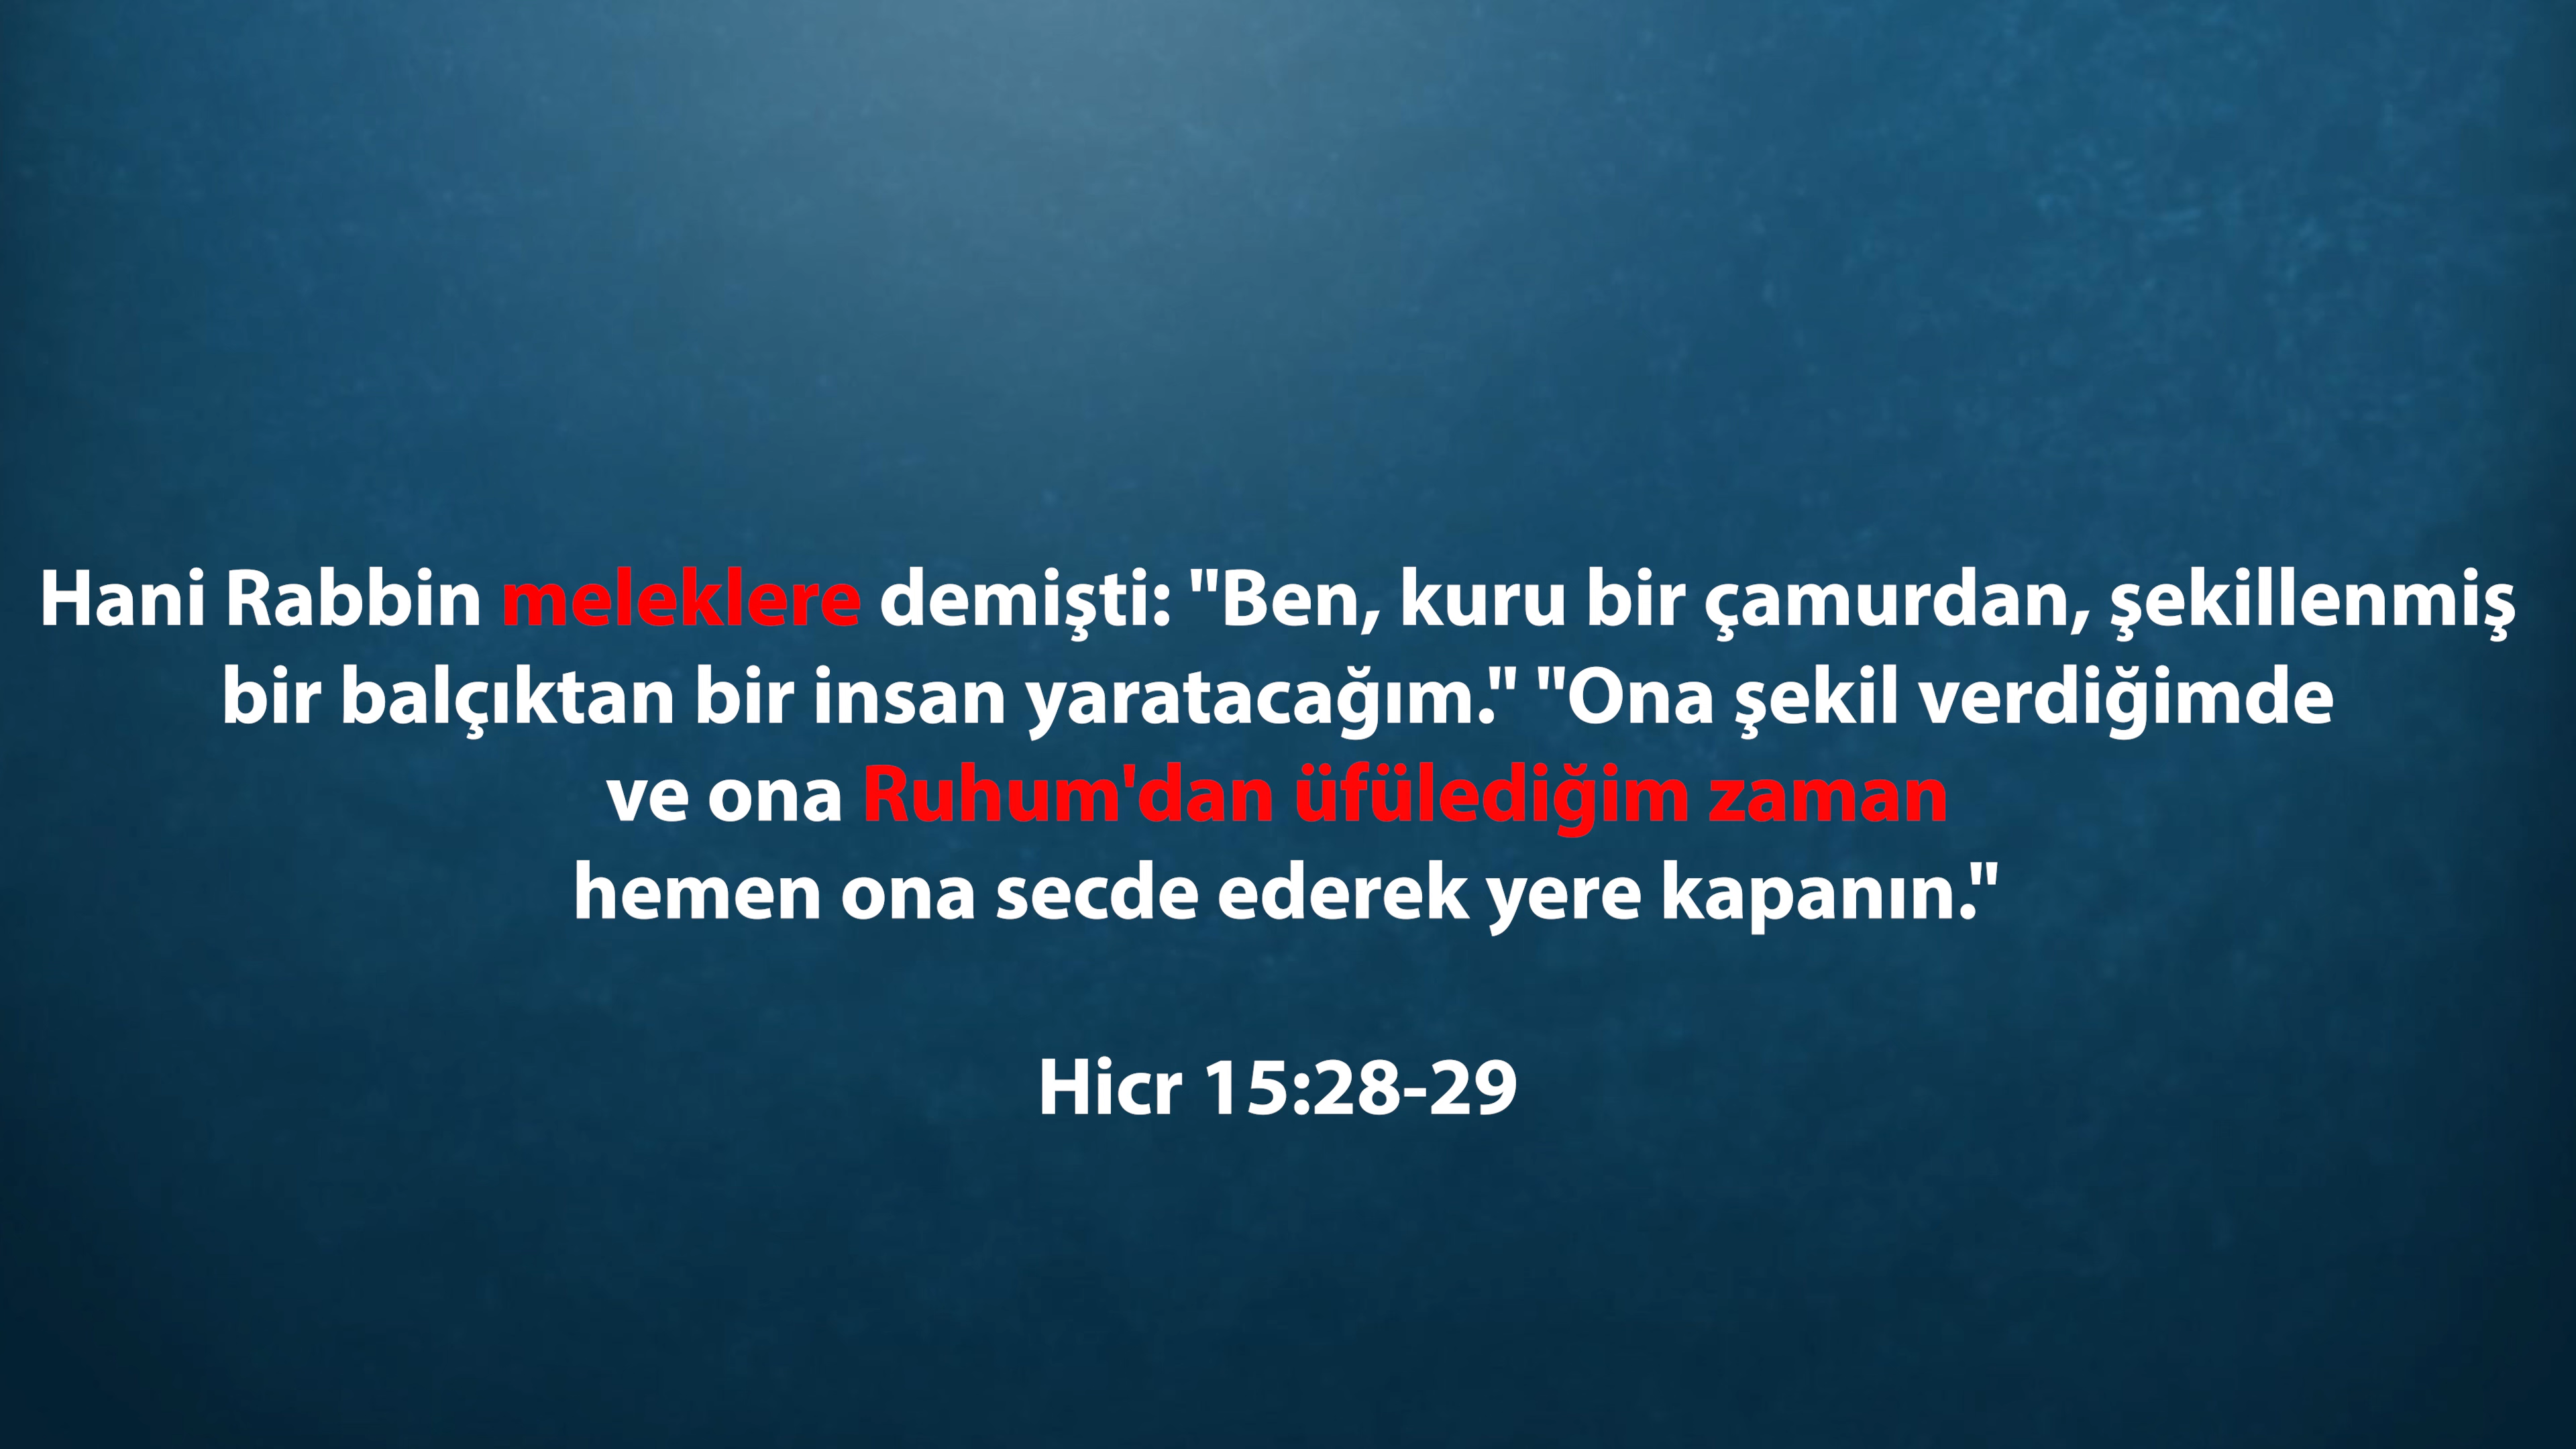 Hani Rabbin meleklere demişti: "Ben, kuru bir çamurdan, şekillenmiş
bir balçıktan bir insan yaratacağım." "Ona şekil verdiğimde
ve ona Ruhum'dan üfülediğim zaman
hemen ona secde ederek yere kapanın."
Hicr 15:28-29